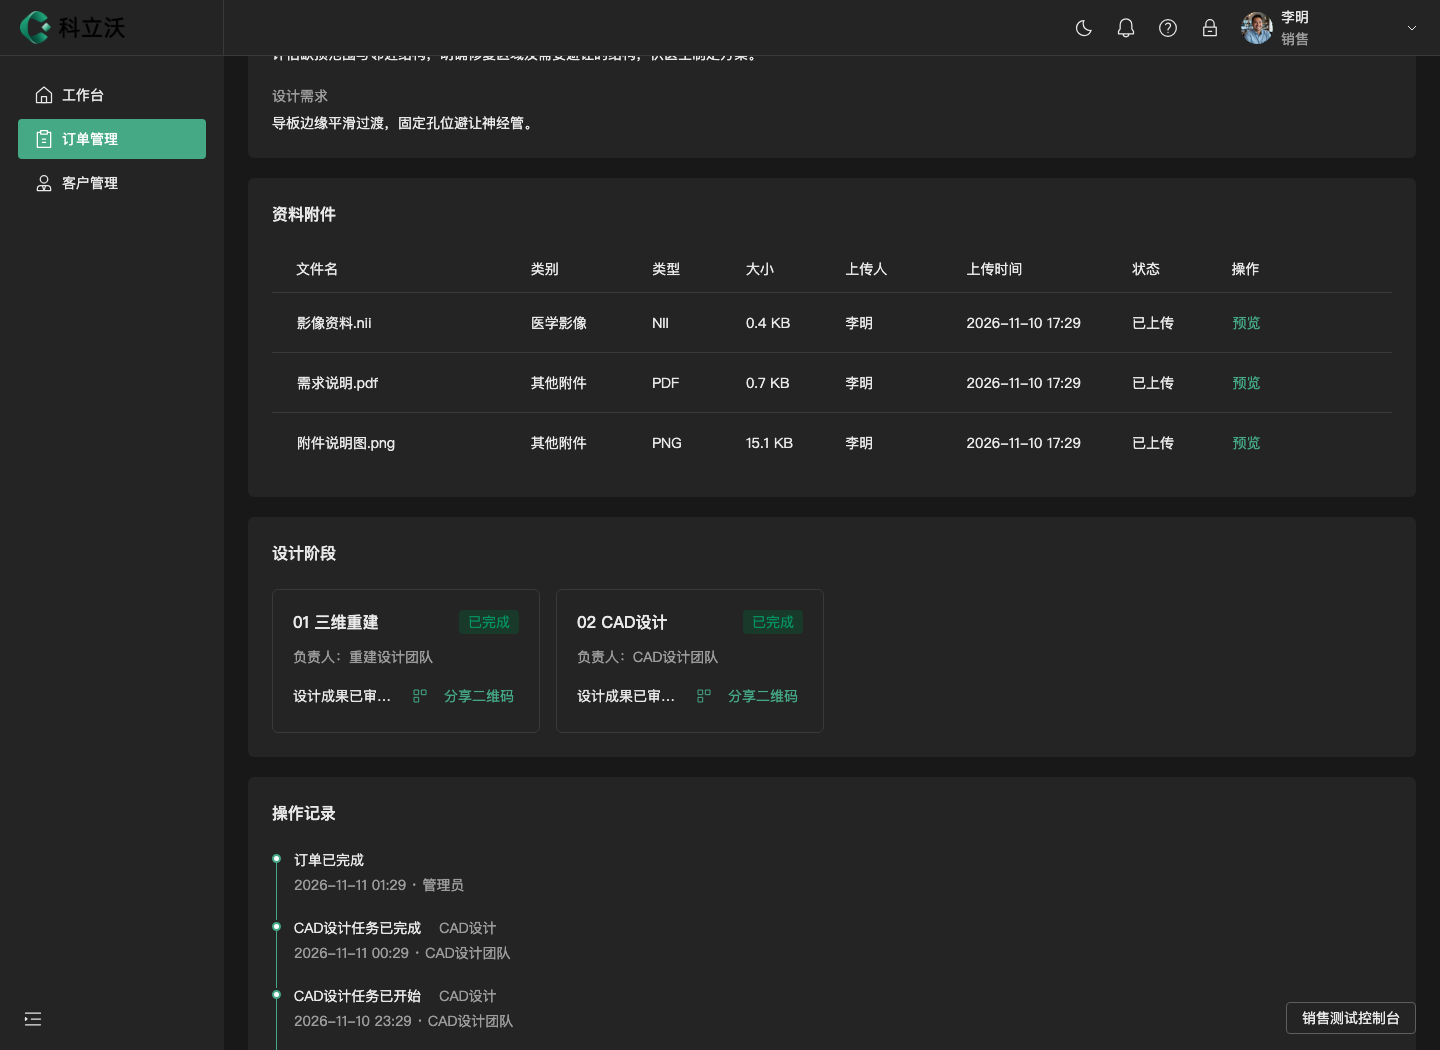 科立沃
李明
销售
工作台
订单管理
客户管理
设计需求
导板边缘平滑过渡，固定孔位避让神经管。
资料附件
文件名 类别 类型 大小 上传人 上传时间 状态 操作
影像资料.nii 医学影像 NII 0.4 KB 李明 2026-11-10 17:29 已上传 预览
需求说明.pdf 其他附件 PDF 0.7 KB 李明 2026-11-10 17:29 已上传 预览
附件说明图.png 其他附件 PNG 15.1 KB 李明 2026-11-10 17:29 已上传 预览
设计阶段
01 三维重建 已完成
负责人：重建设计团队
设计成果已审... 分享二维码
02 CAD设计 已完成
负责人：CAD设计团队
设计成果已审... 分享二维码
操作记录
订单已完成
2026-11-11 01:29 · 管理员
CAD设计任务已完成 CAD设计
2026-11-11 00:29 · CAD设计团队
CAD设计任务已开始 CAD设计
2026-11-10 23:29 · CAD设计团队
销售测试控制台